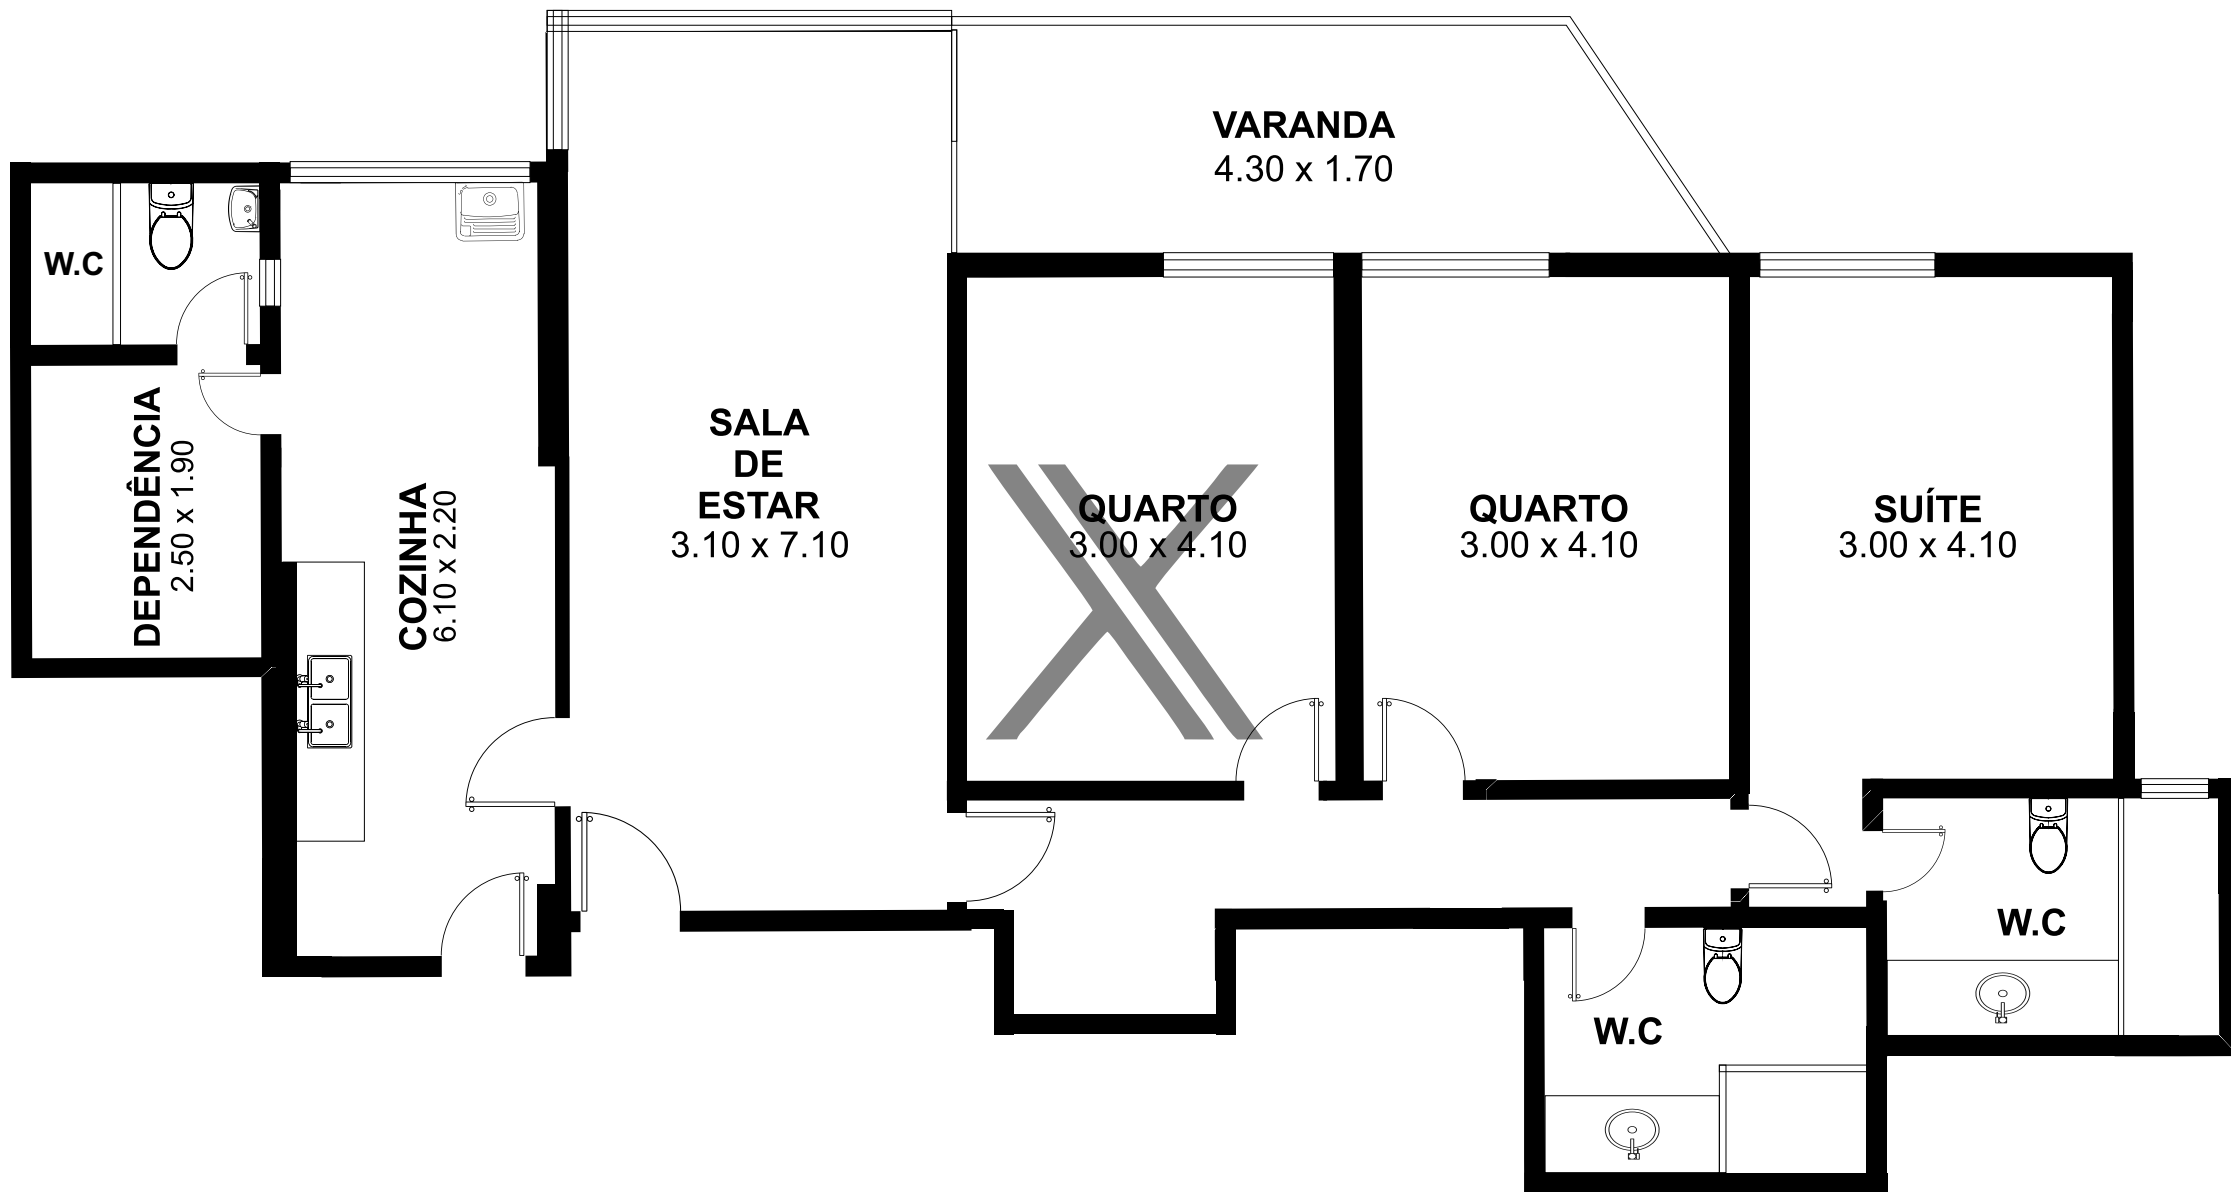 VARANDA
4.30 x 1.70
W.C
DEPENDÊNCIA
2.50 x 1.90
COZINHA
6.10 x 2.20
SALA
DE
ESTAR
3.10 x 7.10
QUARTO
3.00 x 4.10
QUARTO
3.00 x 4.10
SUÍTE
3.00 x 4.10
W.C
W.C